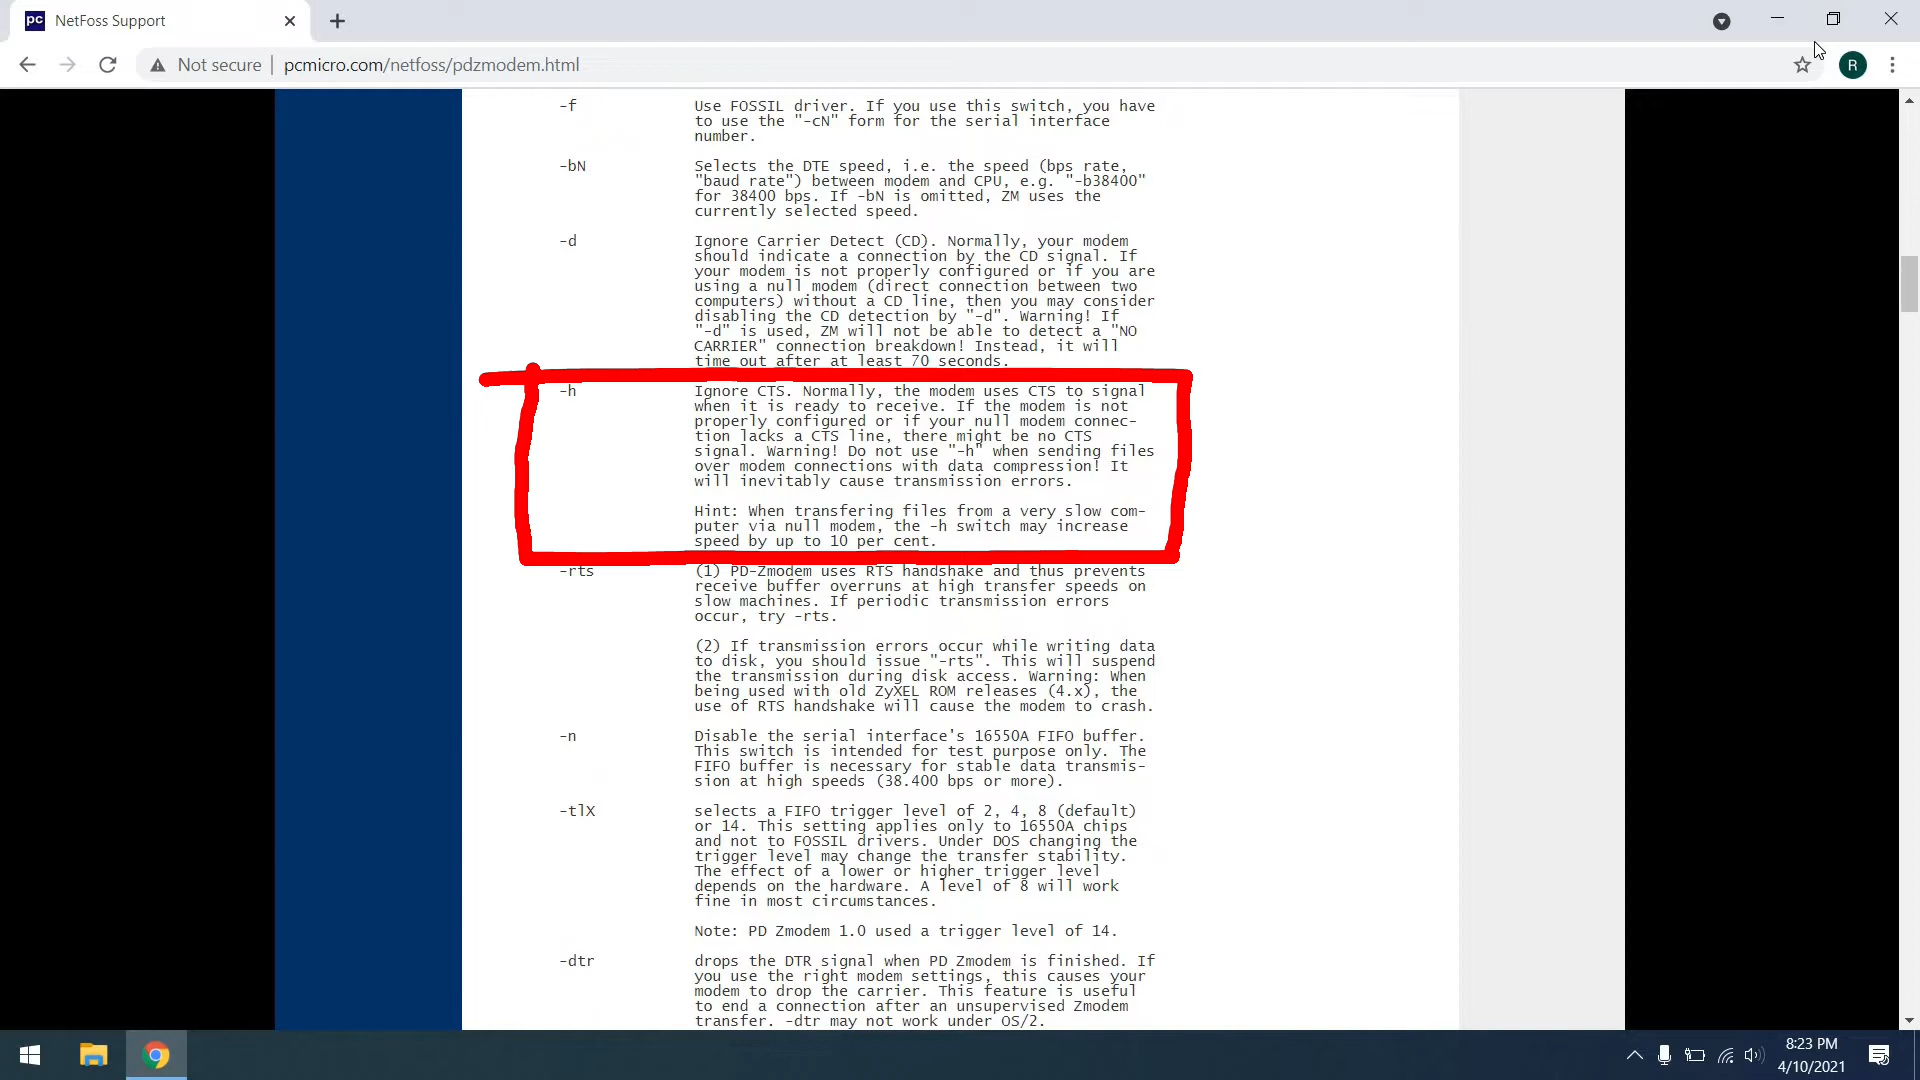 pc NetFoss Support
Not secure pcmicro.com/netfoss/pdzmodem.html R
-f Use FOSSIL driver. If you use this switch, you have
to use the "-cN" form for the serial interface
number.
-bN Selects the DTE speed, i.e. the speed (bps rate,
"baud rate") between modem and CPU, e.g. "-b38400"
for 38400 bps. If -bN is omitted, ZM uses the
currently selected speed.
-d Ignore Carrier Detect (CD). Normally, your modem
should indicate a connection by the CD signal. If
your modem is not properly configured or if you are
using a null modem (direct connection between two
computers) without a CD line, then you may consider
disabling the CD detection by "-d". Warning! If
"-d" is used, ZM will not be able to detect a "NO
CARRIER" connection breakdown! Instead, it will
time out after at least 70 seconds.
-h Ignore CTS. Normally, the modem uses CTS to signal
when it is ready to receive. If the modem is not
properly configured or if your null modem connec-
tion lacks a CTS line, there might be no CTS
signal. Warning! Do not use "-h" when sending files
over modem connections with data compression! It
will inevitably cause transmission errors.
Hint: When transfering files from a very slow com-
puter via null modem, the -h switch may increase
speed by up to 10 per cent.
-rts (1) PD-Zmodem uses RTS handshake and thus prevents
receive buffer overruns at high transfer speeds on
slow machines. If periodic transmission errors
occur, try -rts.
(2) If transmission errors occur while writing data
to disk, you should issue "-rts". This will suspend
the transmission during disk access. Warning: When
being used with old ZyXEL ROM releases (4.x), the
use of RTS handshake will cause the modem to crash.
-n Disable the serial interface's 16550A FIFO buffer.
This switch is intended for test purpose only. The
FIFO buffer is necessary for stable data transmis-
sion at high speeds (38.400 bps or more).
-tlX selects a FIFO trigger level of 2, 4, 8 (default)
or 14. This setting applies only to 16550A chips
and not to FOSSIL drivers. Under DOS changing the
trigger level may change the transfer stability.
The effect of a lower or higher trigger level
depends on the hardware. A level of 8 will work
fine in most circumstances.
Note: PD Zmodem 1.0 used a trigger level of 14.
-dtr drops the DTR signal when PD Zmodem is finished. If
you use the right modem settings, this causes your
modem to drop the carrier. This feature is useful
to end a connection after an unsupervised Zmodem
transfer. -dtr may not work under OS/2.
8:23 PM
4/10/2021